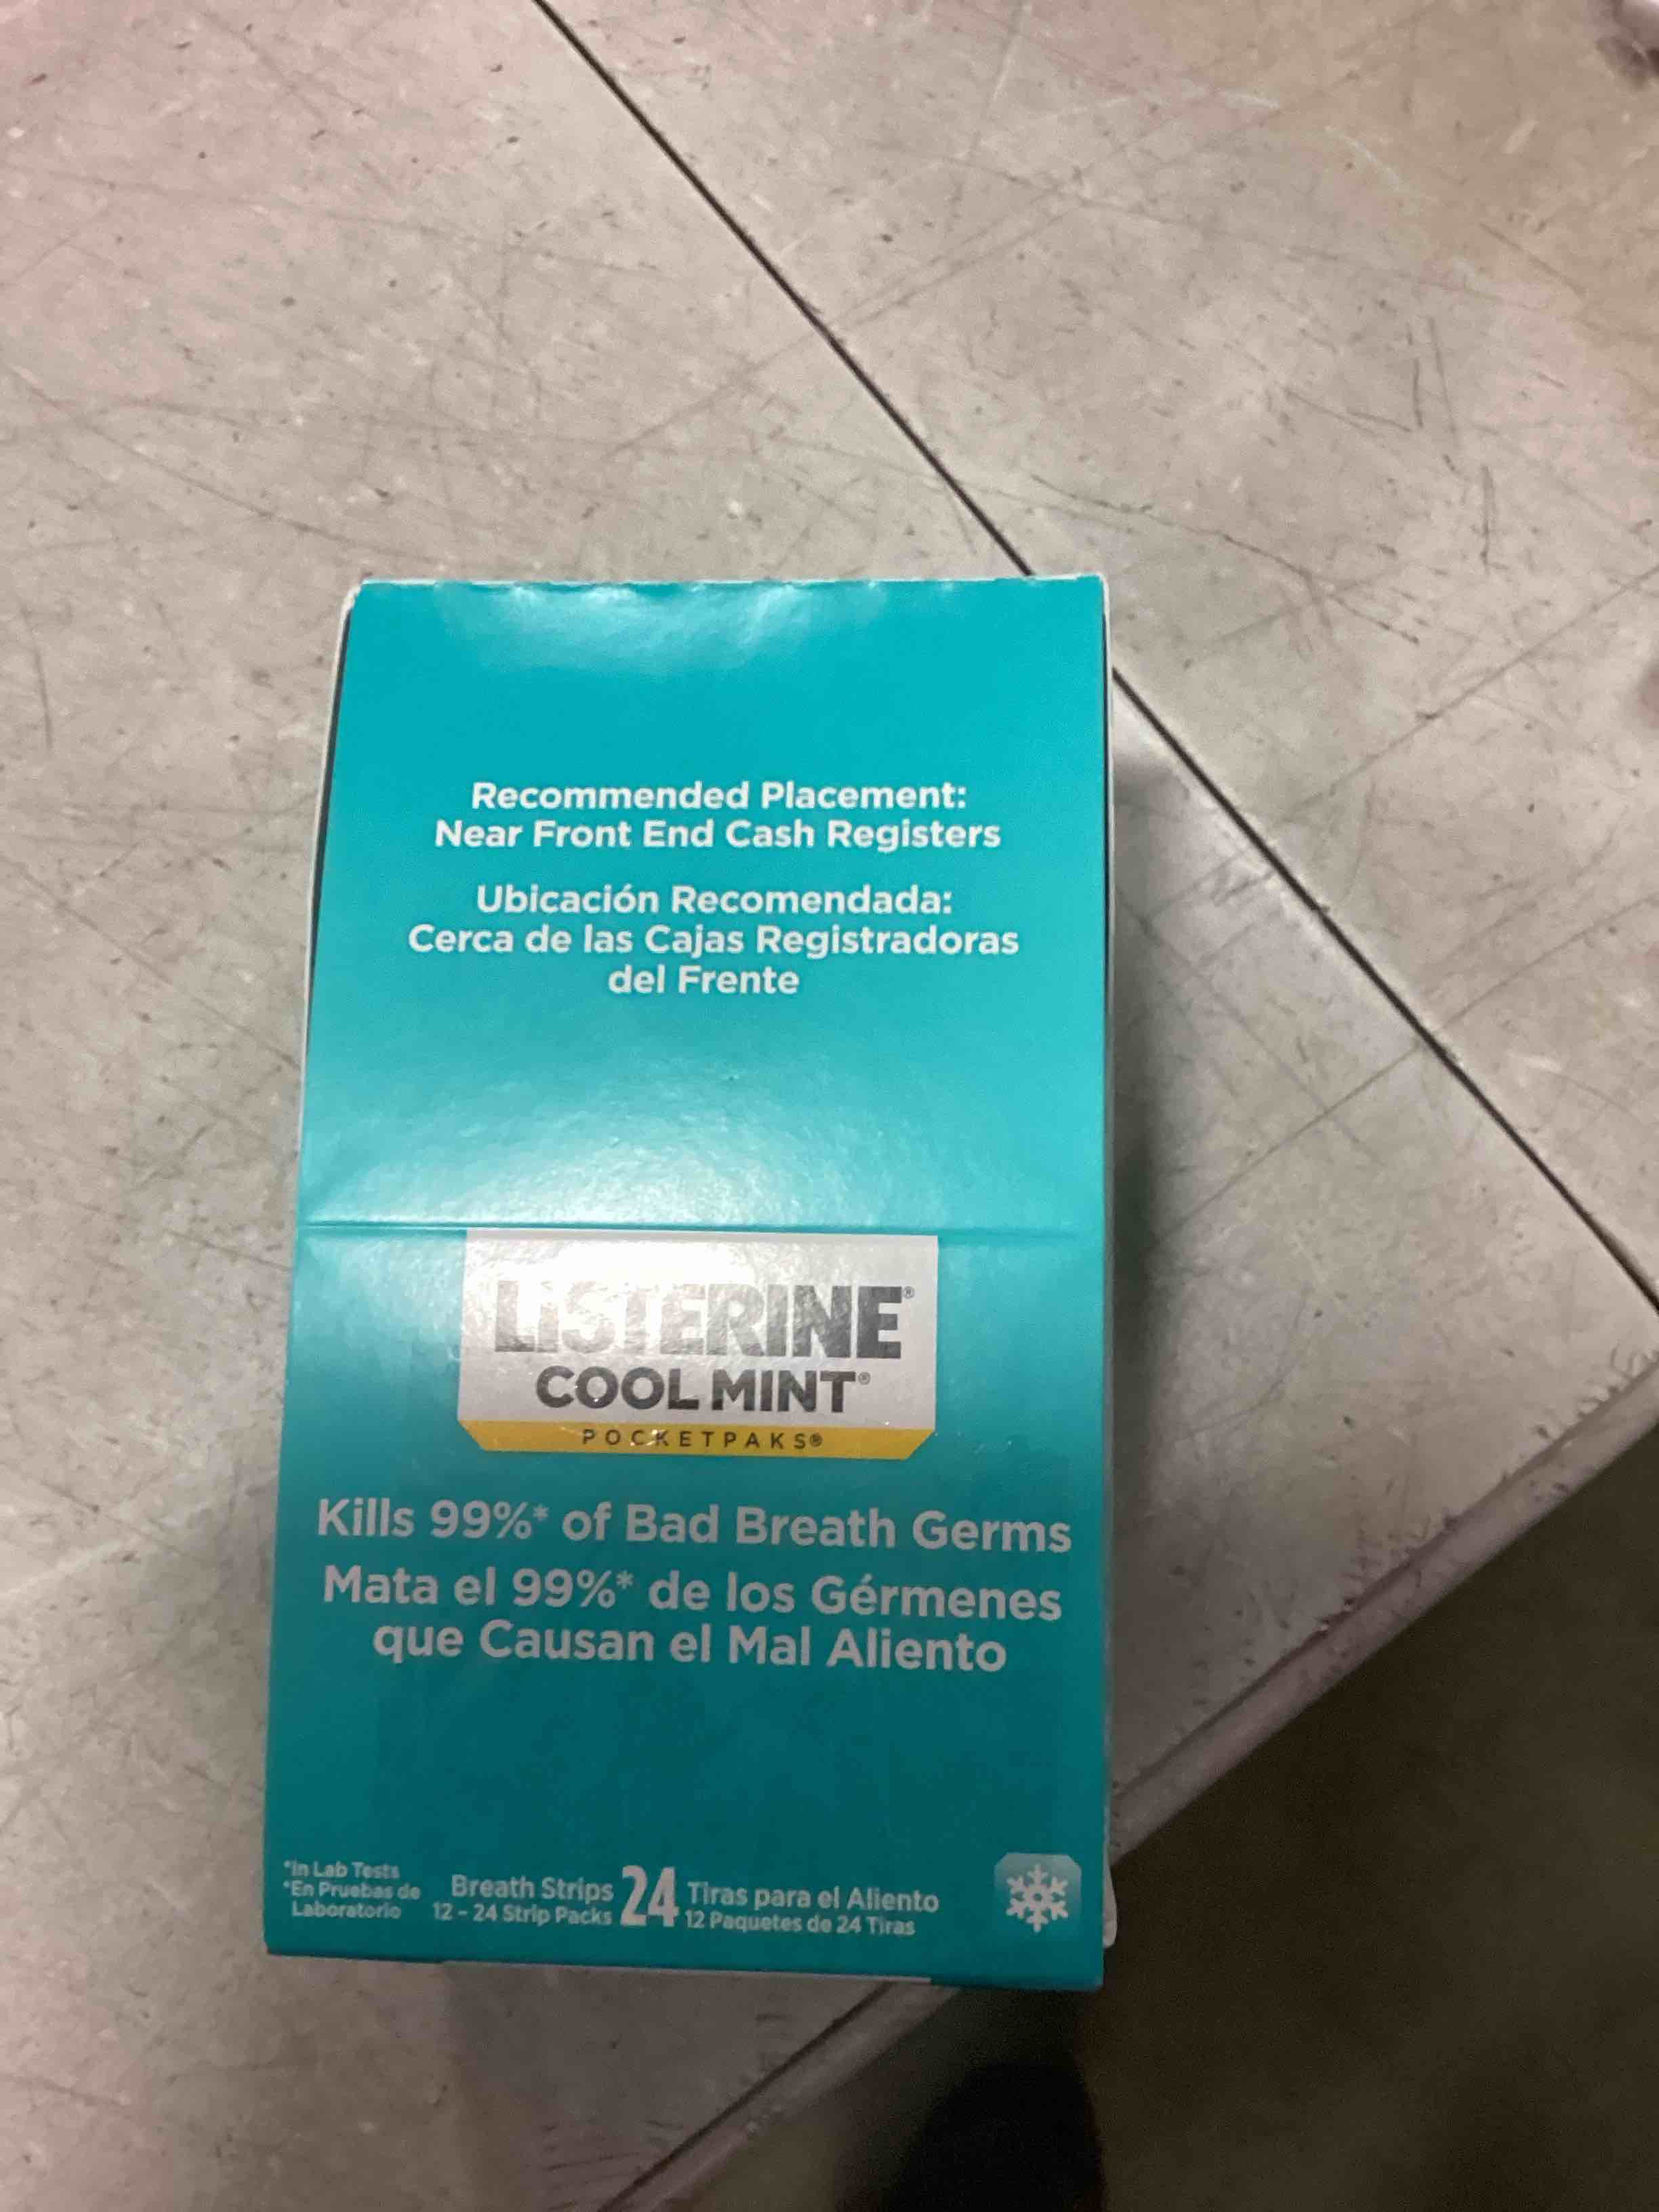 Recommended Placement:
Near Front End Cash Registers
Ubicación Recomendada:
Cerca de las Cajas Registradoras
del Frente
LISTERINE®
COOL MINT®
POCKETPAKS®
Kills 99%* of Bad Breath Germs
Mata el 99%* de los Gérmenes
que Causan el Mal Aliento
*In Lab Tests
*En Pruebas de
Laboratorio
Breath Strips
12 - 24 Strip Packs
24
Tiras para el Aliento
12 Paquetes de 24 Tiras